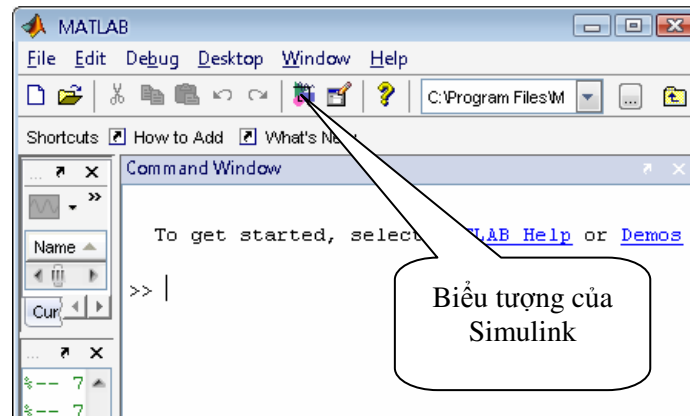 MATLAB
File Edit Debug Desktop Window Help
C:\Program Files\M
...
Shortcuts How to Add What's New
... Command Window
»
Name
Cur
To get started, select MATLAB Help or Demos
>>
Biểu tượng của
Simulink
...
%-- 7
%-- 7